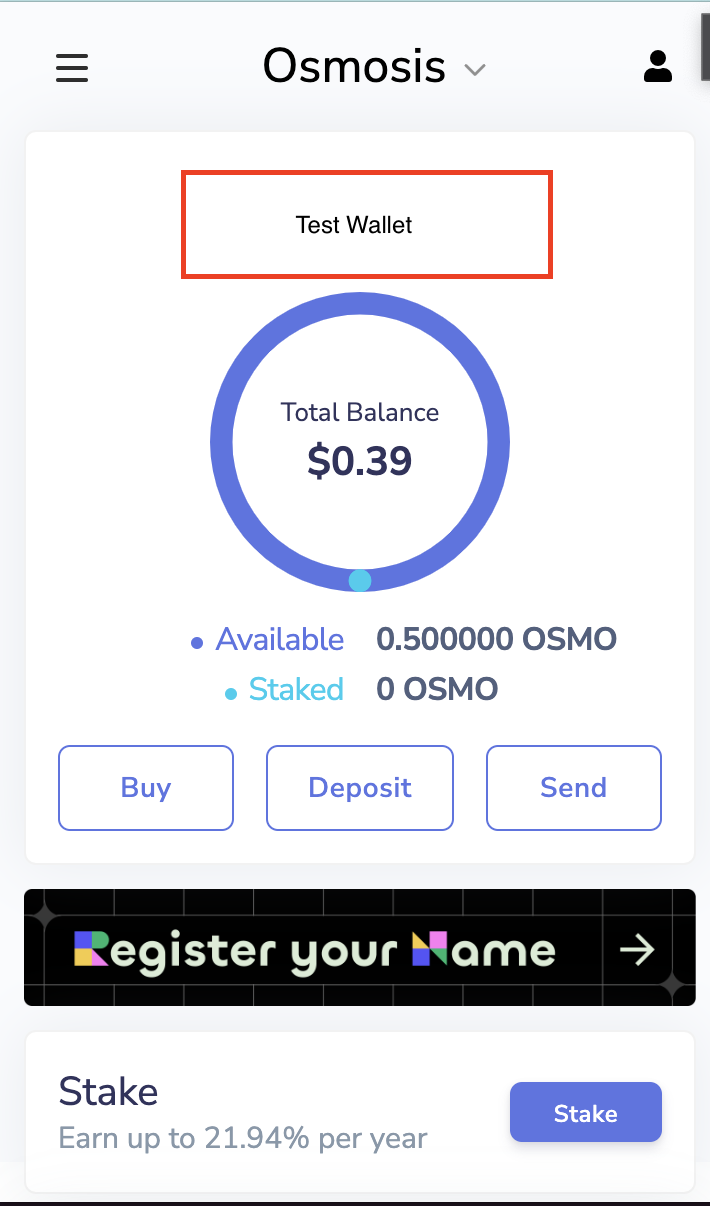 Osmosis
Test Wallet
Total Balance
$0.39
Available 0.500000 OSMO
Staked 0 OSMO
Buy Deposit Send
Register your Name
Stake
Earn up to 21.94% per year
Stake